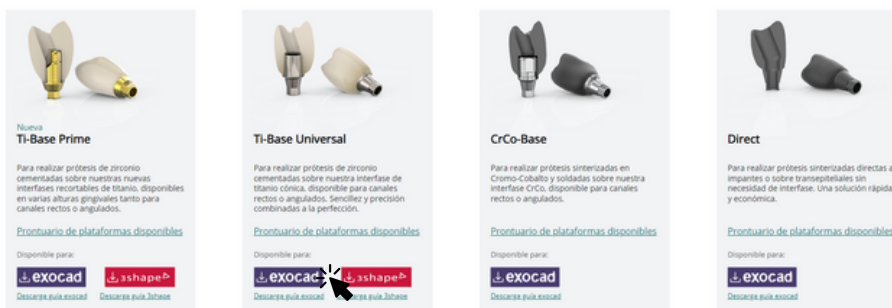 Nueva
Ti-Base Prime
Para realizar prótesis de zirconio
cementadas sobre nuestras nuevas
interfases recortables de titanio, disponibles
en varias alturas gingivales tanto para
canales rectos o angulados.
Prontuario de plataformas disponibles
Disponible para:
exocad
3shape
Descarga guía exocad
Descarga guía 3shape
Ti-Base Universal
Para realizar prótesis de zirconio
cementadas sobre nuestra interfase de
titanio cónica, disponible para canales
rectos o angulados. Sencillez y precisión
combinadas a la perfección.
Prontuario de plataformas disponibles
Disponible para:
exocad
3shape
Descarga guía exocad
Descarga guía 3shape
CrCo-Base
Para realizar prótesis sinterizadas en
Cromo-Cobalto y soldadas sobre nuestra
interfase CrCo, disponible para canales
rectos o angulados.
Prontuario de plataformas disponibles
Disponible para:
exocad
Descarga guía exocad
Direct
Para realizar prótesis sinterizadas directas a
impantes o sobre transepiteliales sin
necesidad de interfase. Una solución rápida
y económica.
Prontuario de plataformas disponibles
Disponible para:
exocad
Descarga guía exocad